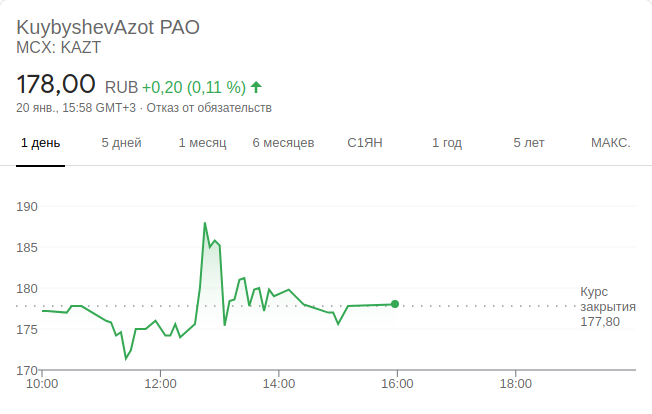 KuybyshevAzot PAO
MCX: KAZT
178,00 RUB +0,20 (0,11 %)
20 янв., 15:58 GMT+3 · Отказ от обязательств
1 день 5 дней 1 месяц 6 месяцев С1ЯН 1 год 5 лет МАКС.
190
185
180
175
170
Курс
закрытия
177,80
10:00 12:00 14:00 16:00 18:00